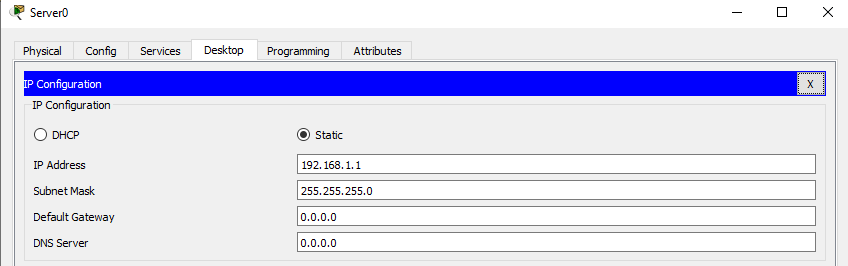 Server0
Physical Config Services Desktop Programming Attributes
IP Configuration
X
IP Configuration
DHCP Static
IP Address 192.168.1.1
Subnet Mask 255.255.255.0
Default Gateway 0.0.0.0
DNS Server 0.0.0.0